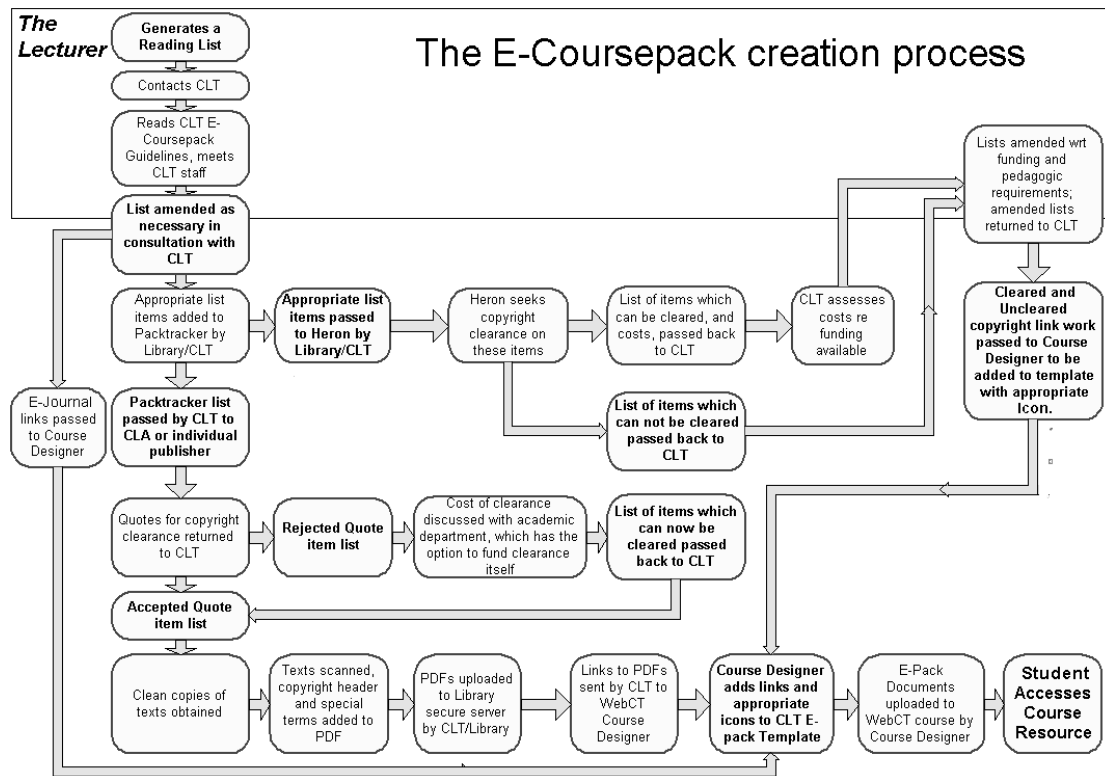 The
Lecturer
The E-Coursepack creation process
Generates a
Reading List
Contacts CLT
Reads CLT E-
Coursepack
Guidelines, meets
CLT staff
List amended as
necessary in
consultation with
CLT
Lists amended wrt
funding and
pedagogic
requirements;
amended lists
returned to CLT
Appropriate list
items added to
Packtracker by
Library/CLT
Appropriate list
items passed
to Heron by
Library/CLT
Heron seeks
copyright
clearance on
these items
List of items which
can be cleared, and
costs, passed back
to CLT
CLT assesses
costs re
funding
available
Cleared and
Uncleared
copyright link work
passed to Course
Designer to be
added to template
with appropriate
Icon.
E-Journal
links passed
to Course
Designer
Packtracker list
passed by CLT to
CLA or individual
publisher
List of items which
can not be cleared
passed back to
CLT
Quotes for copyright
clearance returned
to CLT
Rejected Quote
item list
Cost of clearance
discussed with academic
department, which has the
option to fund clearance
itself
List of items which
can now be
cleared passed
back to CLT
Accepted Quote
item list
Clean copies of
texts obtained
Texts scanned,
copyright header
and special
terms added to
PDF
PDFs uploaded
to Library
secure server
by CLT/Library
Links to PDFs
sent by CLT to
WebCT
Course
Designer
Course Designer
adds links and
appropriate
icons to CLT E-
pack Template
E-Pack
Documents
uploaded to
WebCT course by
Course Designer
Student
Accesses
Course
Resource